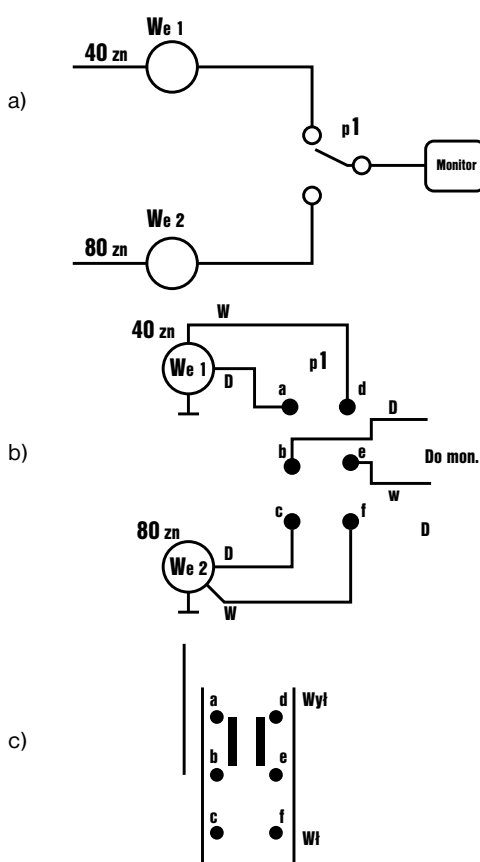 a)
We 1
40 zn
p1
Monitor
We 2
80 zn
b)
W
40 zn
We 1
D
p1
a
d
D
b
e
Do mon.
w
c
f
80 zn
D
D
We 2
W
c)
a
d
Wył
b
e
c
f
Wł